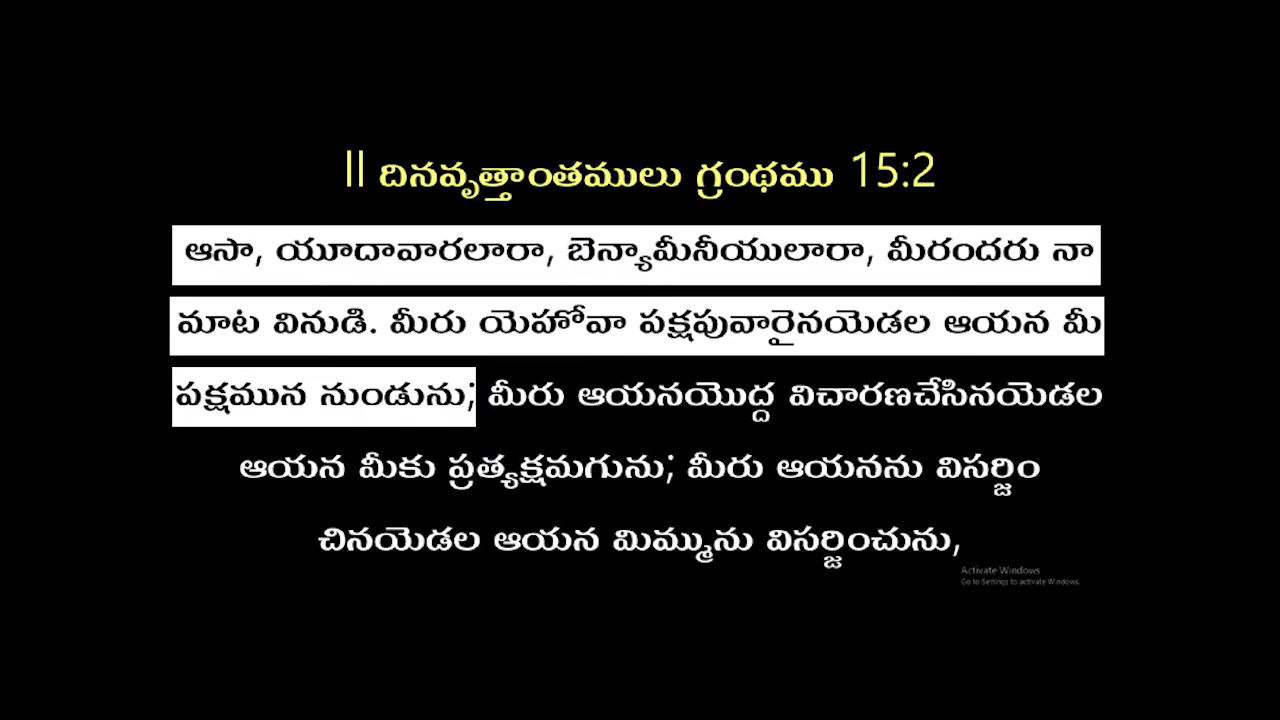 II దినవృత్తాంతములు గ్రంథము 15:2
ఆసా, యూదావారలారా, బెన్యామీనీయులారా, మీరందరు నా
మాట వినుడి. మీరు యెహోవా పక్షపువారైనయెడల ఆయన మీ
పక్షమున నుండును; మీరు ఆయనయొద్ద విచారణచేసినయెడల
ఆయన మీకు ప్రత్యక్షమగును; మీరు ఆయనను విసర్జిం
చినయెడల ఆయన మిమ్మును విసర్జించును,
Activate Windows
Go to Settings to activate Windows.